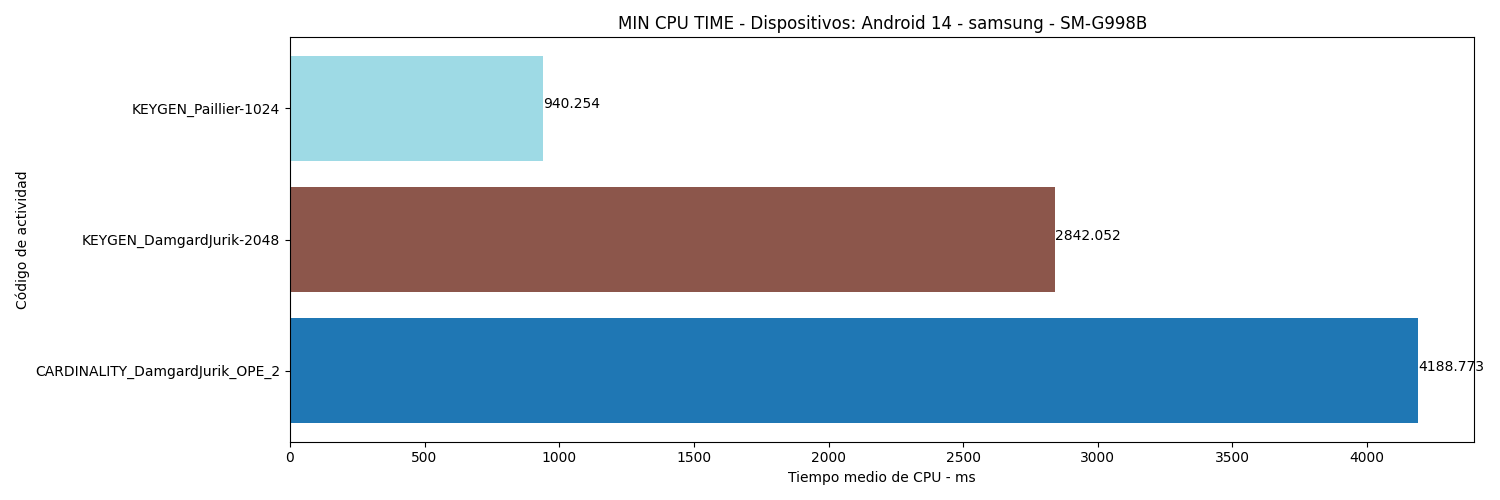 MIN CPU TIME - Dispositivos: Android 14 - samsung - SM-G998B
KEYGEN_Paillier-1024
940.254
KEYGEN_DamgardJurik-2048
2842.052
CARDINALITY_DamgardJurik_OPE_2
4188.773
Código de actividad
0 500 1000 1500 2000 2500 3000 3500 4000
Tiempo medio de CPU - ms